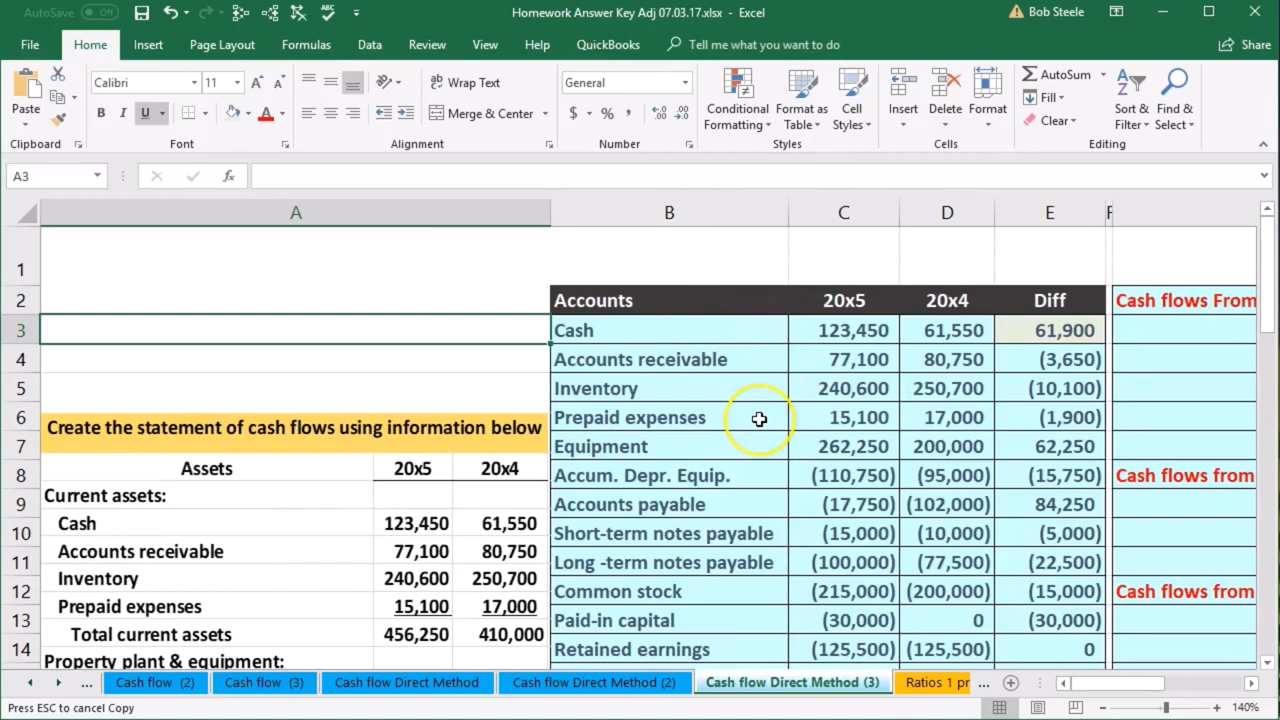 AutoSave Off Homework Answer Key Adj 07.03.17.xlsx - Excel Bob Steele
File Home Insert Page Layout Formulas Data Review View Help QuickBooks Tell me what you want to do Share
Paste Calibri 11 Wrap Text General Conditional Formatting Format as Table Cell Styles Insert Delete Format AutoSum Sort & Filter Find & Select
B I U A Merge & Center $ % Fill Clear
Clipboard Font Alignment Number Styles Cells Editing
A3 fx
A B C D E F
1
2 Accounts 20x5 20x4 Diff Cash flows From
3 Cash 123,450 61,550 61,900
4 Accounts receivable 77,100 80,750 (3,650)
5 Inventory 240,600 250,700 (10,100)
6 Prepaid expenses 15,100 17,000 (1,900)
Create the statement of cash flows using information below
7 Equipment 262,250 200,000 62,250
8 Assets 20x5 20x4 Accum. Depr. Equip. (110,750) (95,000) (15,750) Cash flows from
9 Current assets: Accounts payable (17,750) (102,000) 84,250
10 Cash 123,450 61,550 Short-term notes payable (15,000) (10,000) (5,000)
11 Accounts receivable 77,100 80,750 Long -term notes payable (100,000) (77,500) (22,500)
12 Inventory 240,600 250,700 Common stock (215,000) (200,000) (15,000) Cash flows from
13 Prepaid expenses 15,100 17,000 Paid-in capital (30,000) 0 (30,000)
14 Total current assets 456,250 410,000 Retained earnings (125,500) (125,500) 0
Property plant & equipment:
... Cash flow (2) Cash flow (3) Cash flow Direct Method Cash flow Direct Method (2) Cash flow Direct Method (3) Ratios 1 pr ...
Press ESC to cancel Copy 140%